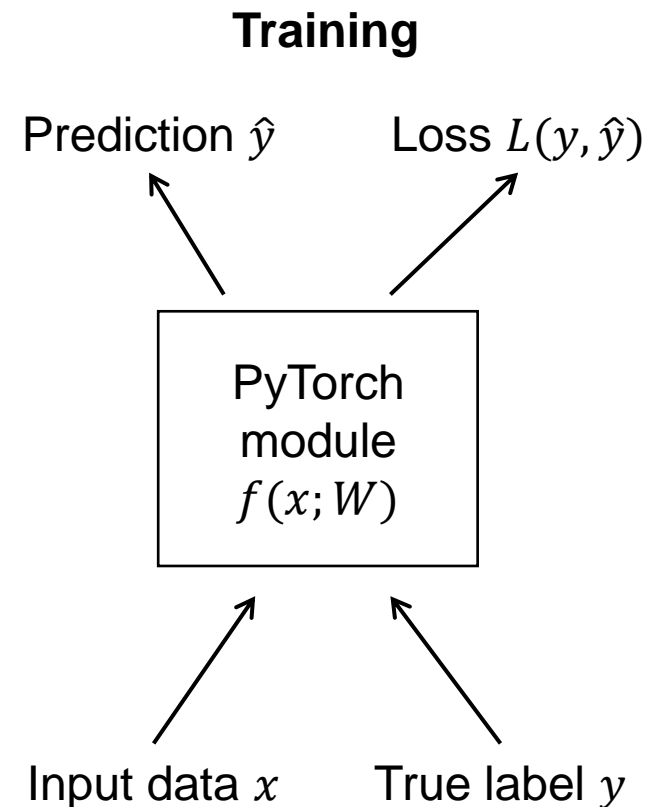 Training
Prediction ŷ Loss L(y, ŷ)
PyTorch
module
f(x; W)
Input data x True label y